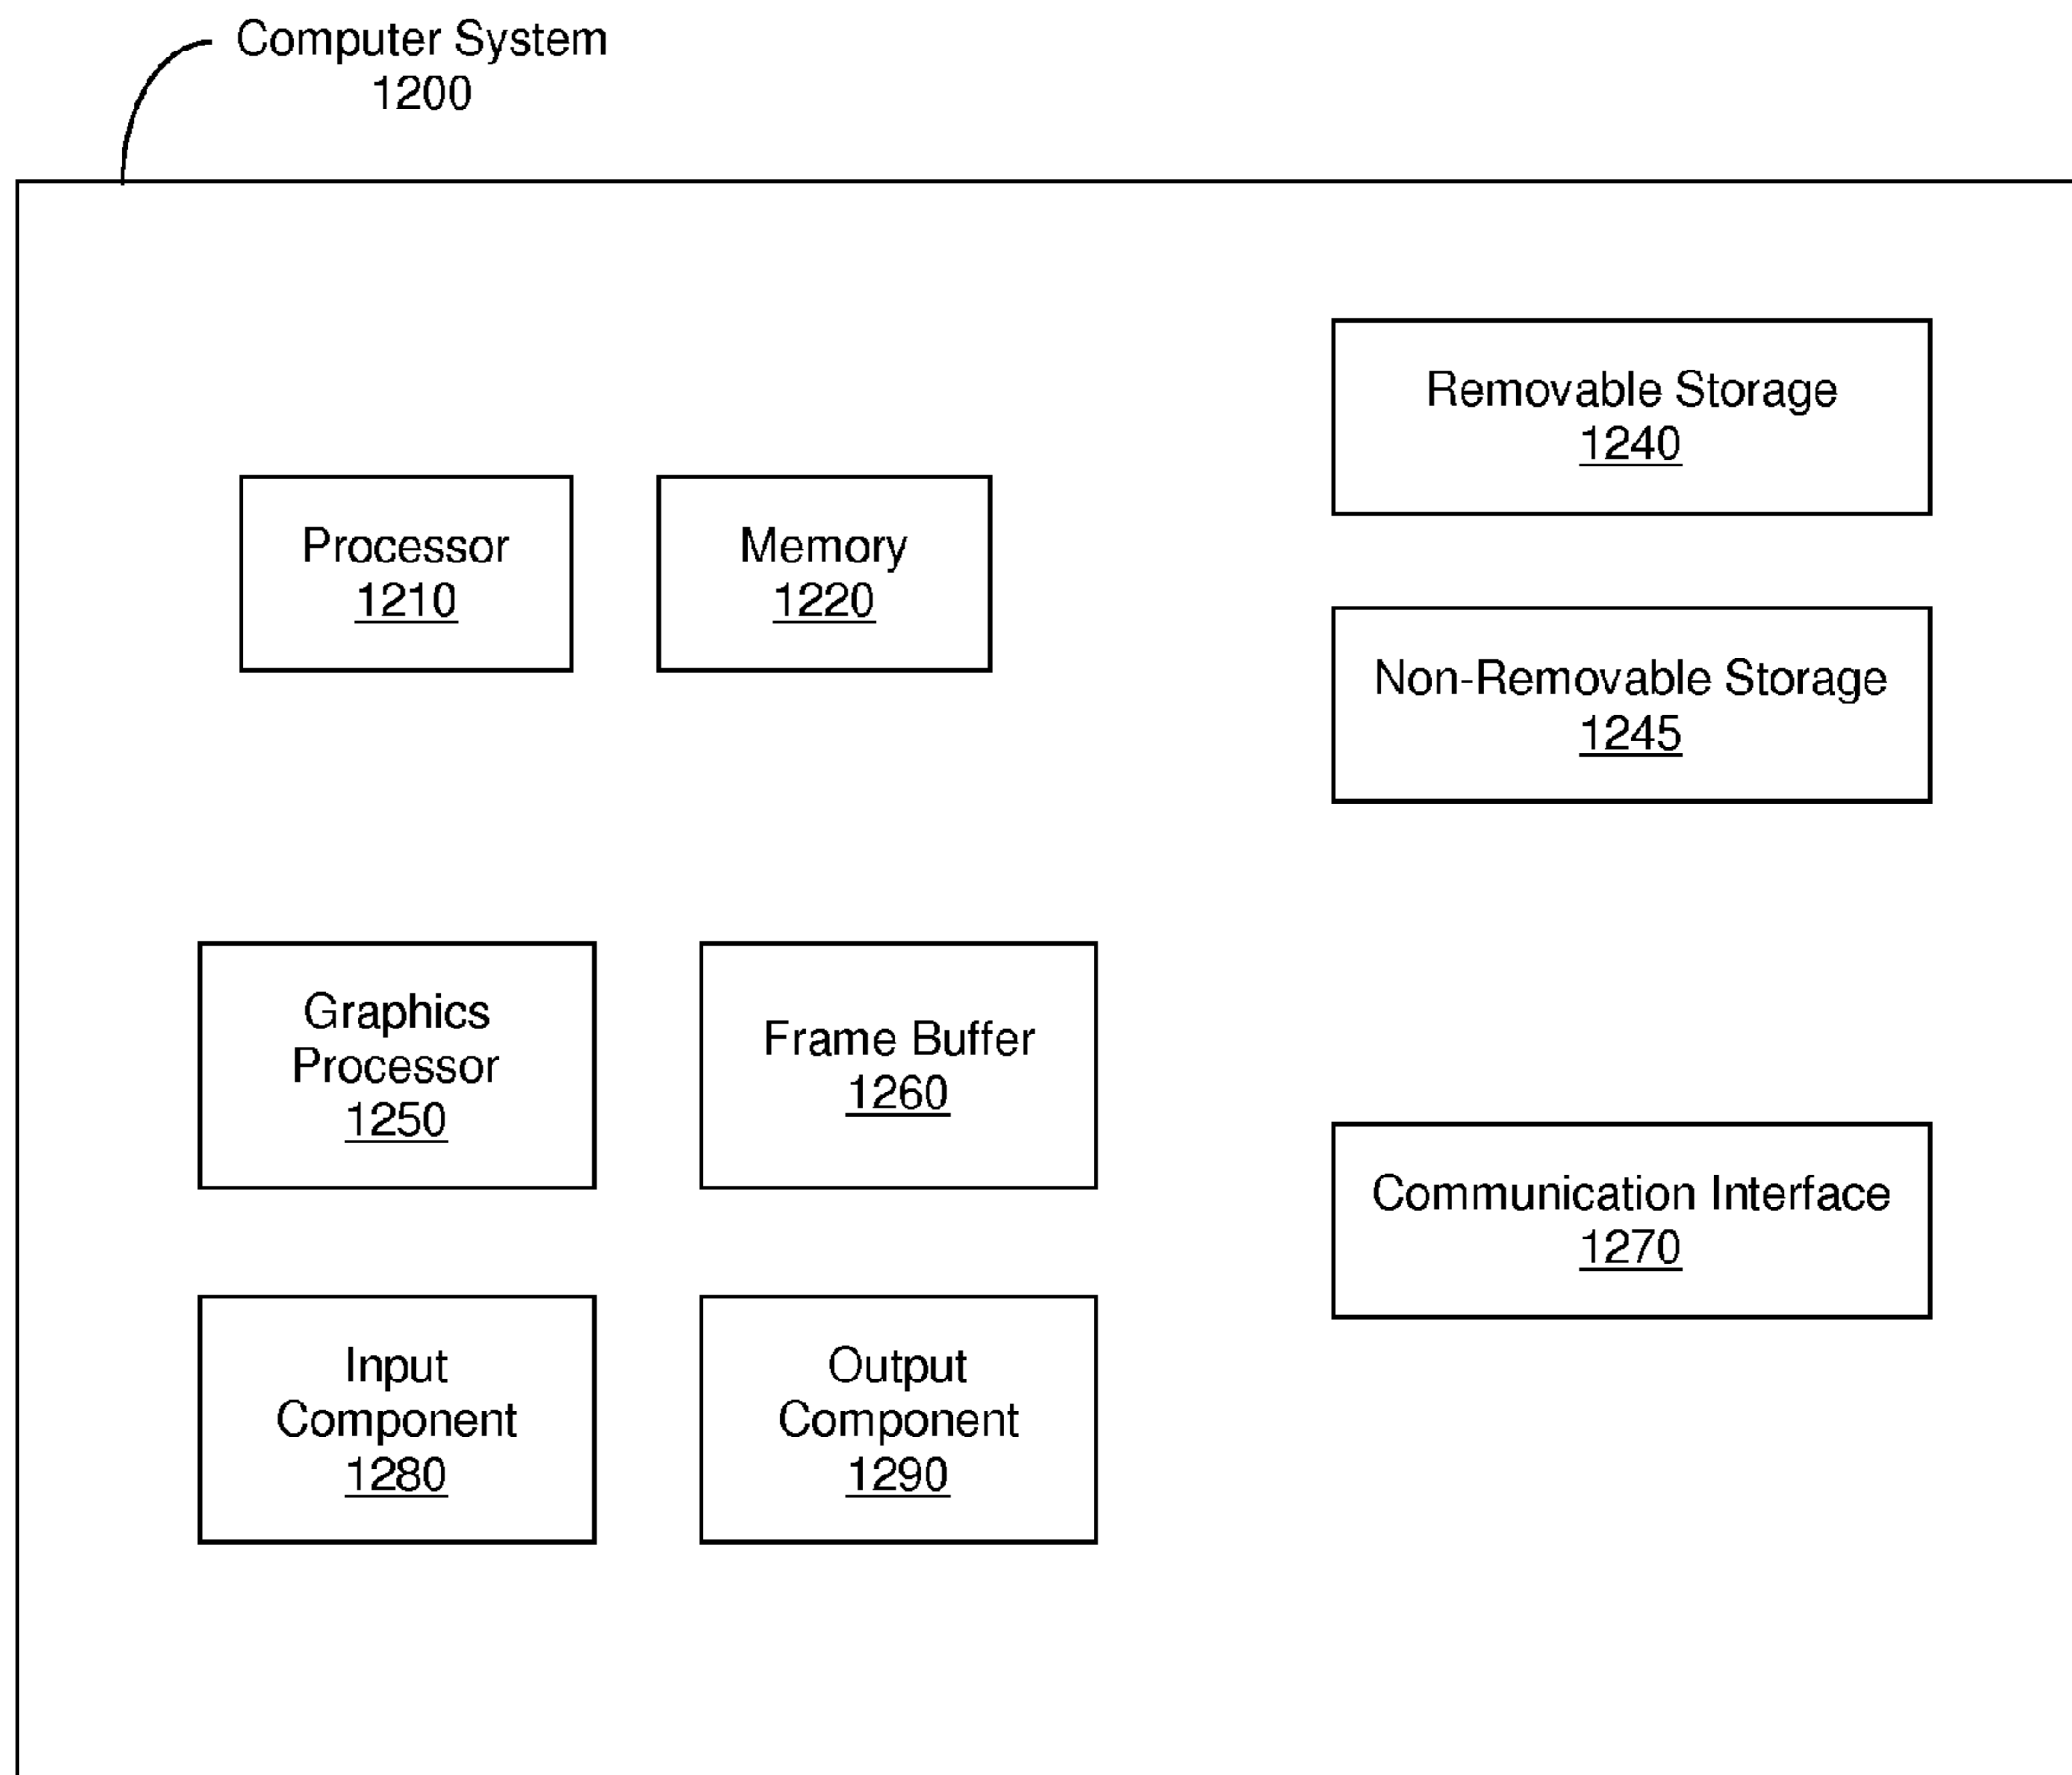 Computer System
1200
Removable Storage
1240
Processor
1210
Memory
1220
Non-Removable Storage
1245
Graphics
Processor
1250
Frame Buffer
1260
Communication Interface
1270
Input
Component
1280
Output
Component
1290